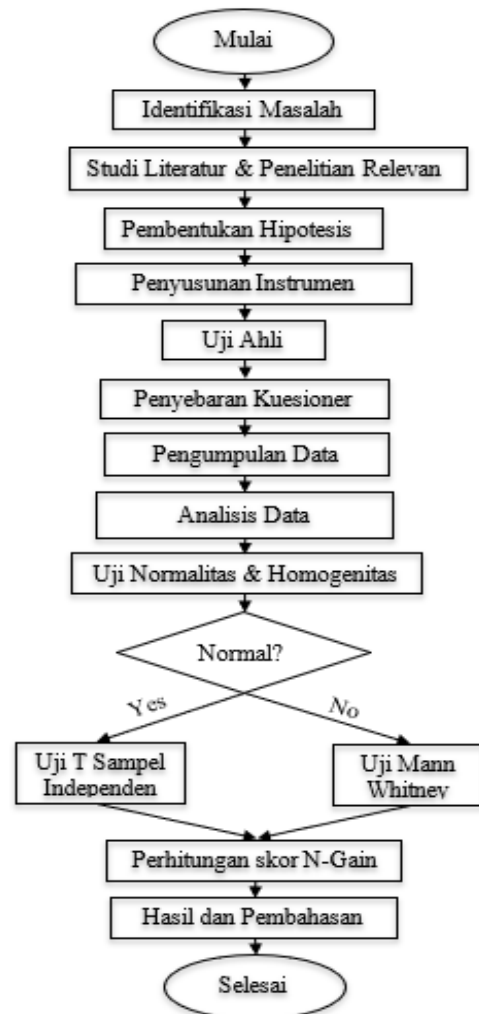 Mulai
Identifikasi Masalah
Studi Literatur & Penelitian Relevan
Pembentukan Hipotesis
Penyusunan Instrumen
Uji Ahli
Penyebaran Kuesioner
Pengumpulan Data
Analisis Data
Uji Normalitas & Homogenitas
Normal?
Yes
No
Uji T Sampel
Independen
Uji Mann
Whitney
Perhitungan skor N-Gain
Hasil dan Pembahasan
Selesai